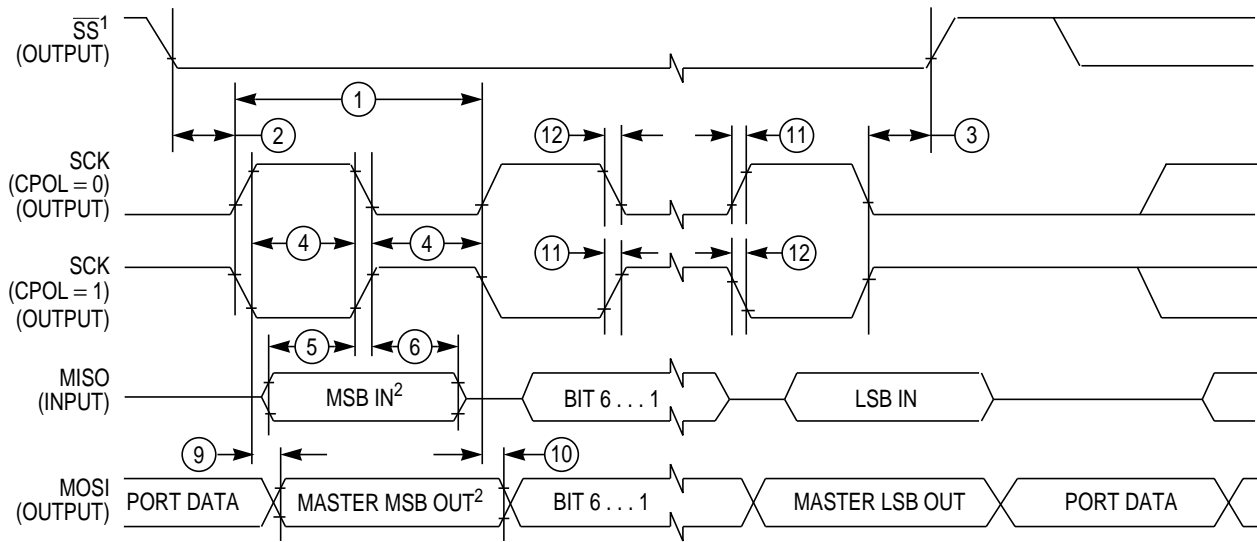 SS¹
(OUTPUT)
1
2
12
11
3
SCK
(CPOL = 0)
(OUTPUT)
4
4
11
12
SCK
(CPOL = 1)
(OUTPUT)
5
6
MISO
(INPUT)
MSB IN²
BIT 6 . . . 1
LSB IN
9
10
MOSI
(OUTPUT)
PORT DATA
MASTER MSB OUT²
BIT 6 . . . 1
MASTER LSB OUT
PORT DATA